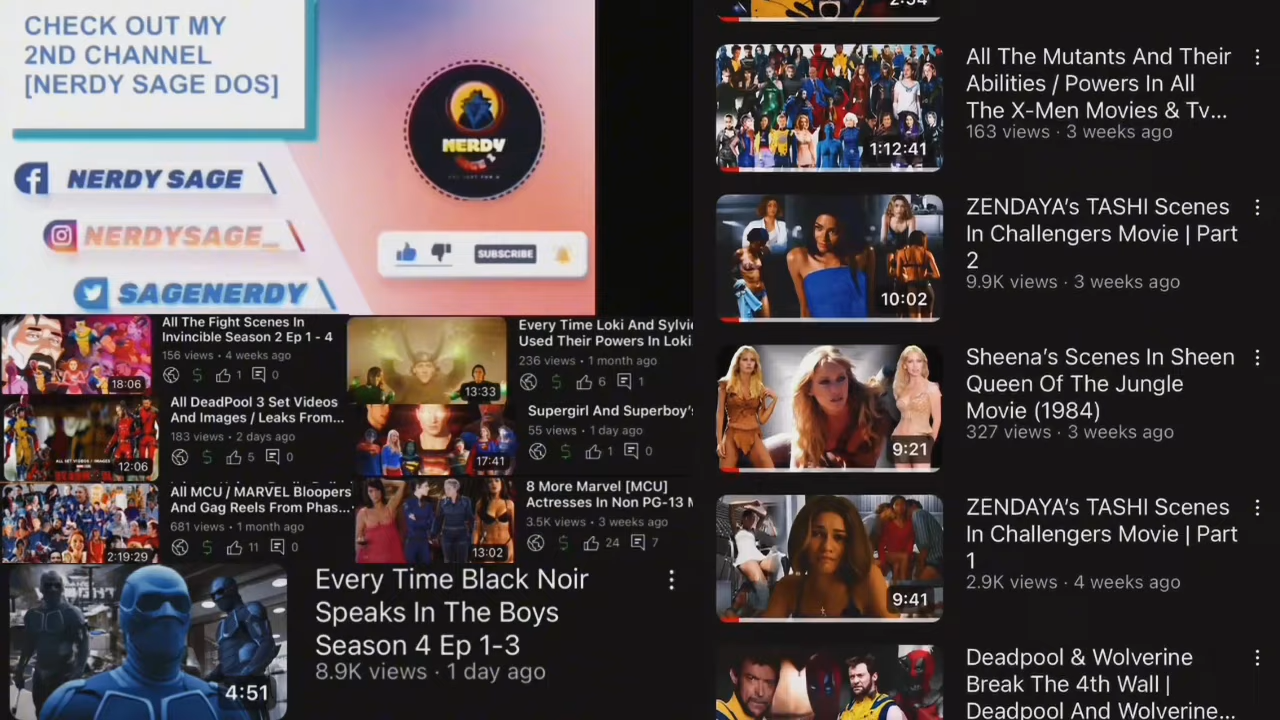 CHECK OUT MY
2ND CHANNEL
[NERDY SAGE DOS]
NERDY
NERDY SAGE
NERDYSAGE_
SAGENERDY
SUBSCRIBE
All The Fight Scenes In
Invincible Season 2 Ep 1 - 4
156 views • 4 weeks ago
1
0
18:06
Every Time Loki And Sylvie
Used Their Powers In Loki
236 views • 1 month ago
6
1
13:33
All DeadPool 3 Set Videos
And Images / Leaks From...
183 views • 2 days ago
5
0
12:06
Supergirl And Superboy's
55 views • 1 day ago
1
0
17:41
All MCU / MARVEL Bloopers
And Gag Reels From Phas...
681 views • 1 month ago
11
0
2:19:29
8 More Marvel [MCU]
Actresses In Non PG-13 M
3.5K views • 3 weeks ago
24
7
13:02
Every Time Black Noir
Speaks In The Boys
Season 4 Ep 1-3
8.9K views · 1 day ago
4:51
All The Mutants And Their
Abilities / Powers In All
The X-Men Movies & Tv...
163 views · 3 weeks ago
1:12:41
ZENDAYA's TASHI Scenes
In Challengers Movie | Part
2
9.9K views · 3 weeks ago
10:02
Sheena's Scenes In Sheen
Queen Of The Jungle
Movie (1984)
327 views · 3 weeks ago
9:21
ZENDAYA's TASHI Scenes
In Challengers Movie | Part
1
2.9K views · 4 weeks ago
9:41
Deadpool & Wolverine
Break The 4th Wall |
Deadpool And Wolverine...